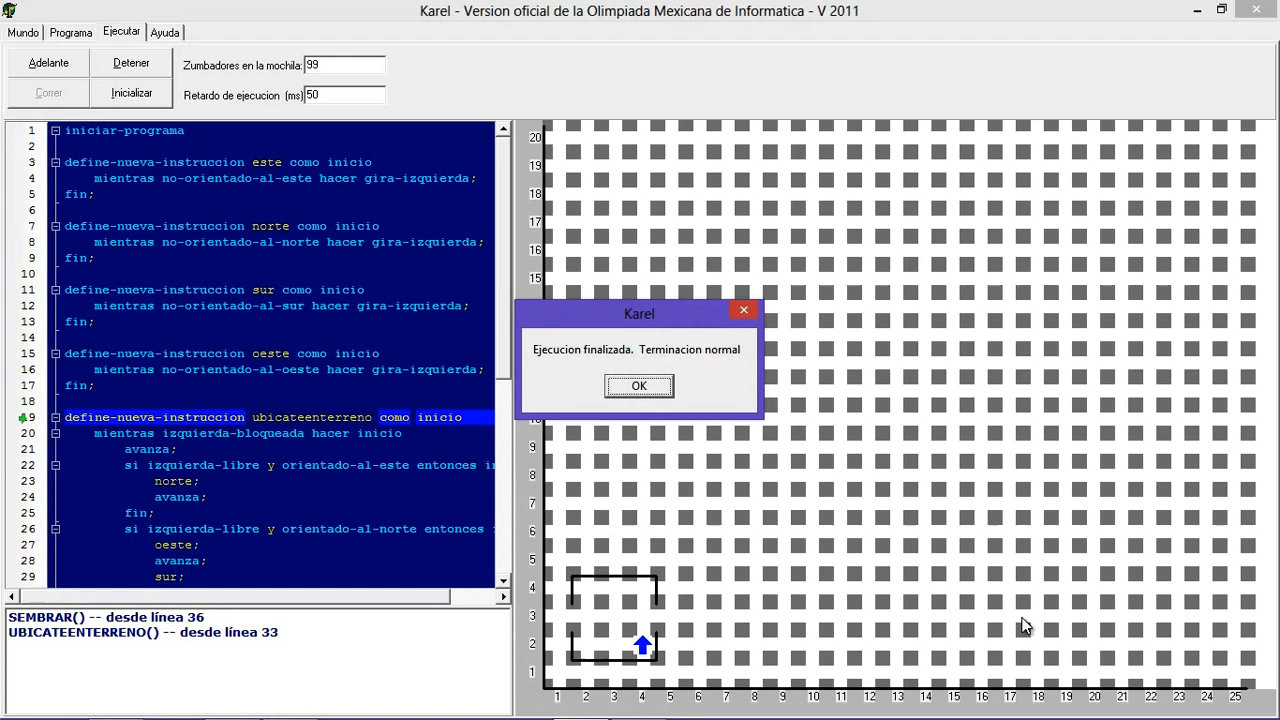 Karel - Version oficial de la Olimpiada Mexicana de Informatica - V 2011
Mundo Programa Ejecutar Ayuda
Adelante Detener Zumbadores en la mochila: 99
Correr Inicializar Retardo de ejecucion (ms) 50
1 iniciar-programa
2
3 define-nueva-instruccion este como inicio
4 mientras no-orientado-al-este hacer gira-izquierda;
5 fin;
6
7 define-nueva-instruccion norte como inicio
8 mientras no-orientado-al-norte hacer gira-izquierda;
9 fin;
10
11 define-nueva-instruccion sur como inicio
12 mientras no-orientado-al-sur hacer gira-izquierda;
13 fin;
14
15 define-nueva-instruccion oeste como inicio
16 mientras no-orientado-al-oeste hacer gira-izquierda;
17 fin;
18
19 define-nueva-instruccion ubicateenterreno como inicio
20 mientras izquierda-bloqueada hacer inicio
21 avanza;
22 si izquierda-libre y orientado-al-este entonces i
23 norte;
24 avanza;
25 fin;
26 si izquierda-libre y orientado-al-norte entonces
27 oeste;
28 avanza;
29 sur;
SEMBRAR() -- desde línea 36
UBICATEENTERRENO() -- desde línea 33
20
19
18
17
16
15
Karel
Ejecucion finalizada. Terminacion normal
OK
10
9
8
7
6
5
4
3
2
1
1 2 3 4 5 6 7 8 9 10 11 12 13 14 15 16 17 18 19 20 21 22 23 24 25